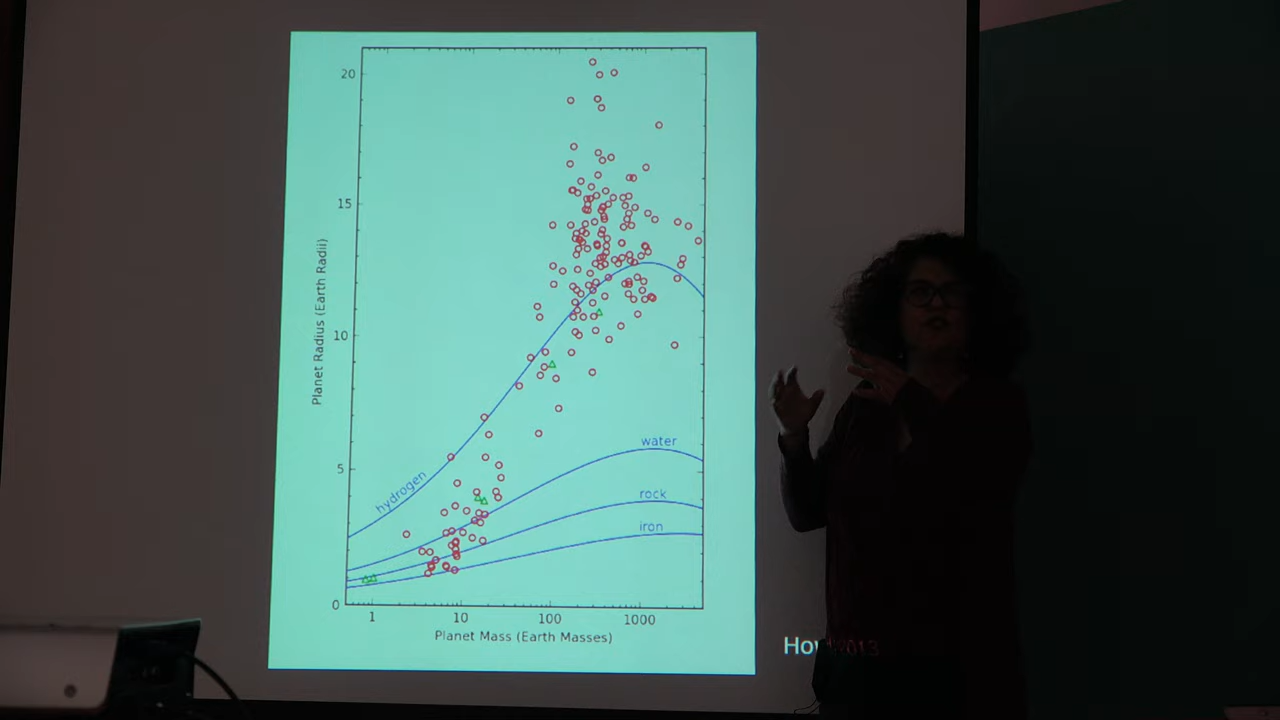 20
15
10
5
0
Planet Radius (Earth Radii)
hydrogen
water
rock
iron
1 10 100 1000
Planet Mass (Earth Masses)